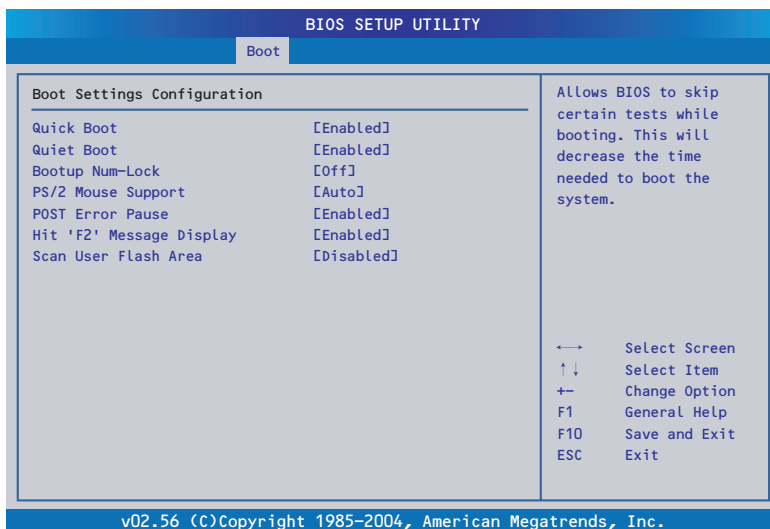 BIOS SETUP UTILITY
Boot
Boot Settings Configuration
Quick Boot [Enabled]
Quiet Boot [Enabled]
Bootup Num-Lock [Off]
PS/2 Mouse Support [Auto]
POST Error Pause [Enabled]
Hit 'F2' Message Display [Enabled]
Scan User Flash Area [Disabled]
Allows BIOS to skip
certain tests while
booting. This will
decrease the time
needed to boot the
system.
←→ Select Screen
↑↓ Select Item
+- Change Option
F1 General Help
F10 Save and Exit
ESC Exit
v02.56 (C)Copyright 1985-2004, American Megatrends, Inc.